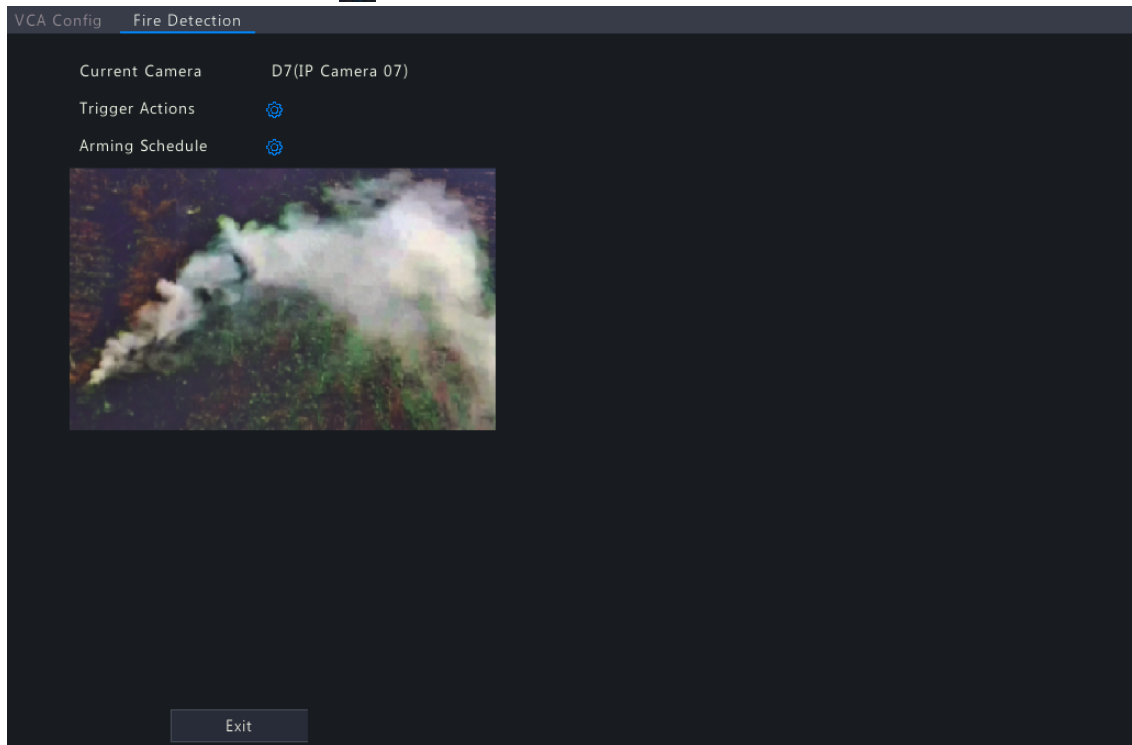 VCA Config Fire Detection
Current Camera D7(IP Camera 07)
Trigger Actions
Arming Schedule
Exit